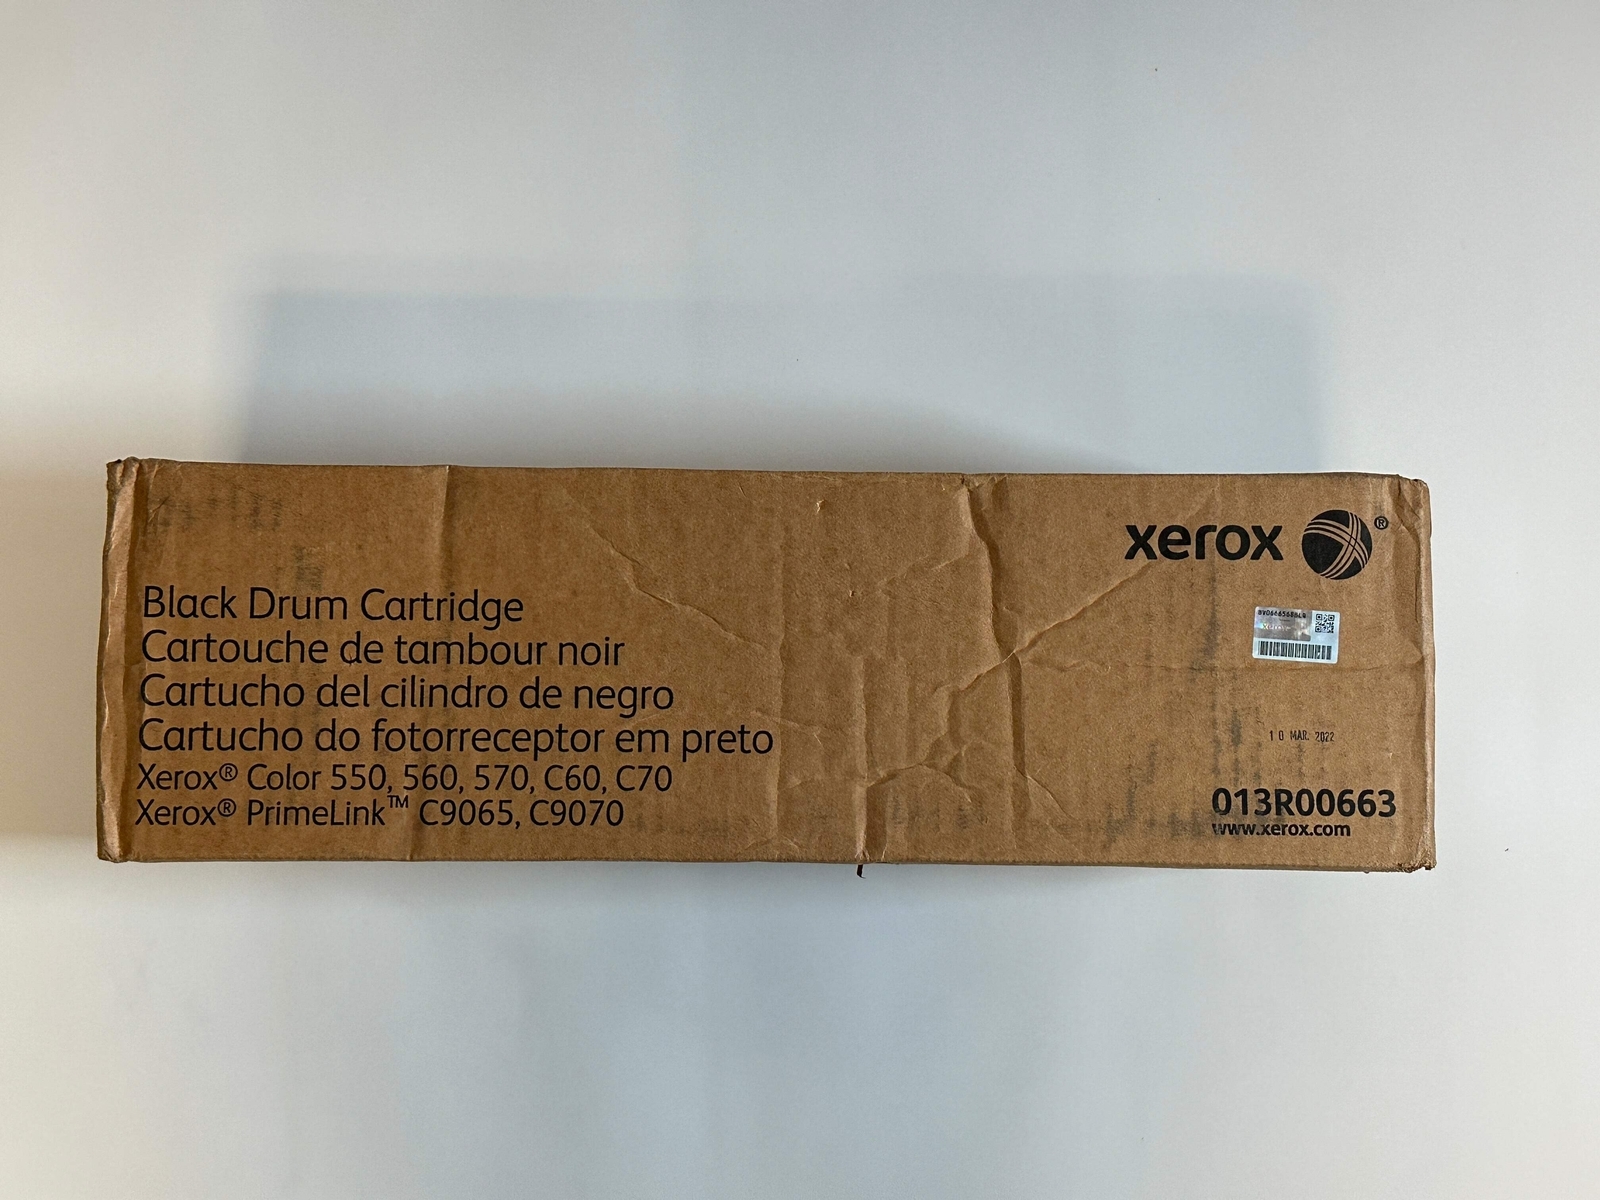 xerox ®
Black Drum Cartridge
Cartouche de tambour noir
Cartucho del cilindro de negro
Cartucho do fotorreceptor em preto
Xerox® Color 550, 560, 570, C60, C70
Xerox® PrimeLink™ C9065, C9070
xerox
10 MAR. 2022
013R00663
www.xerox.com